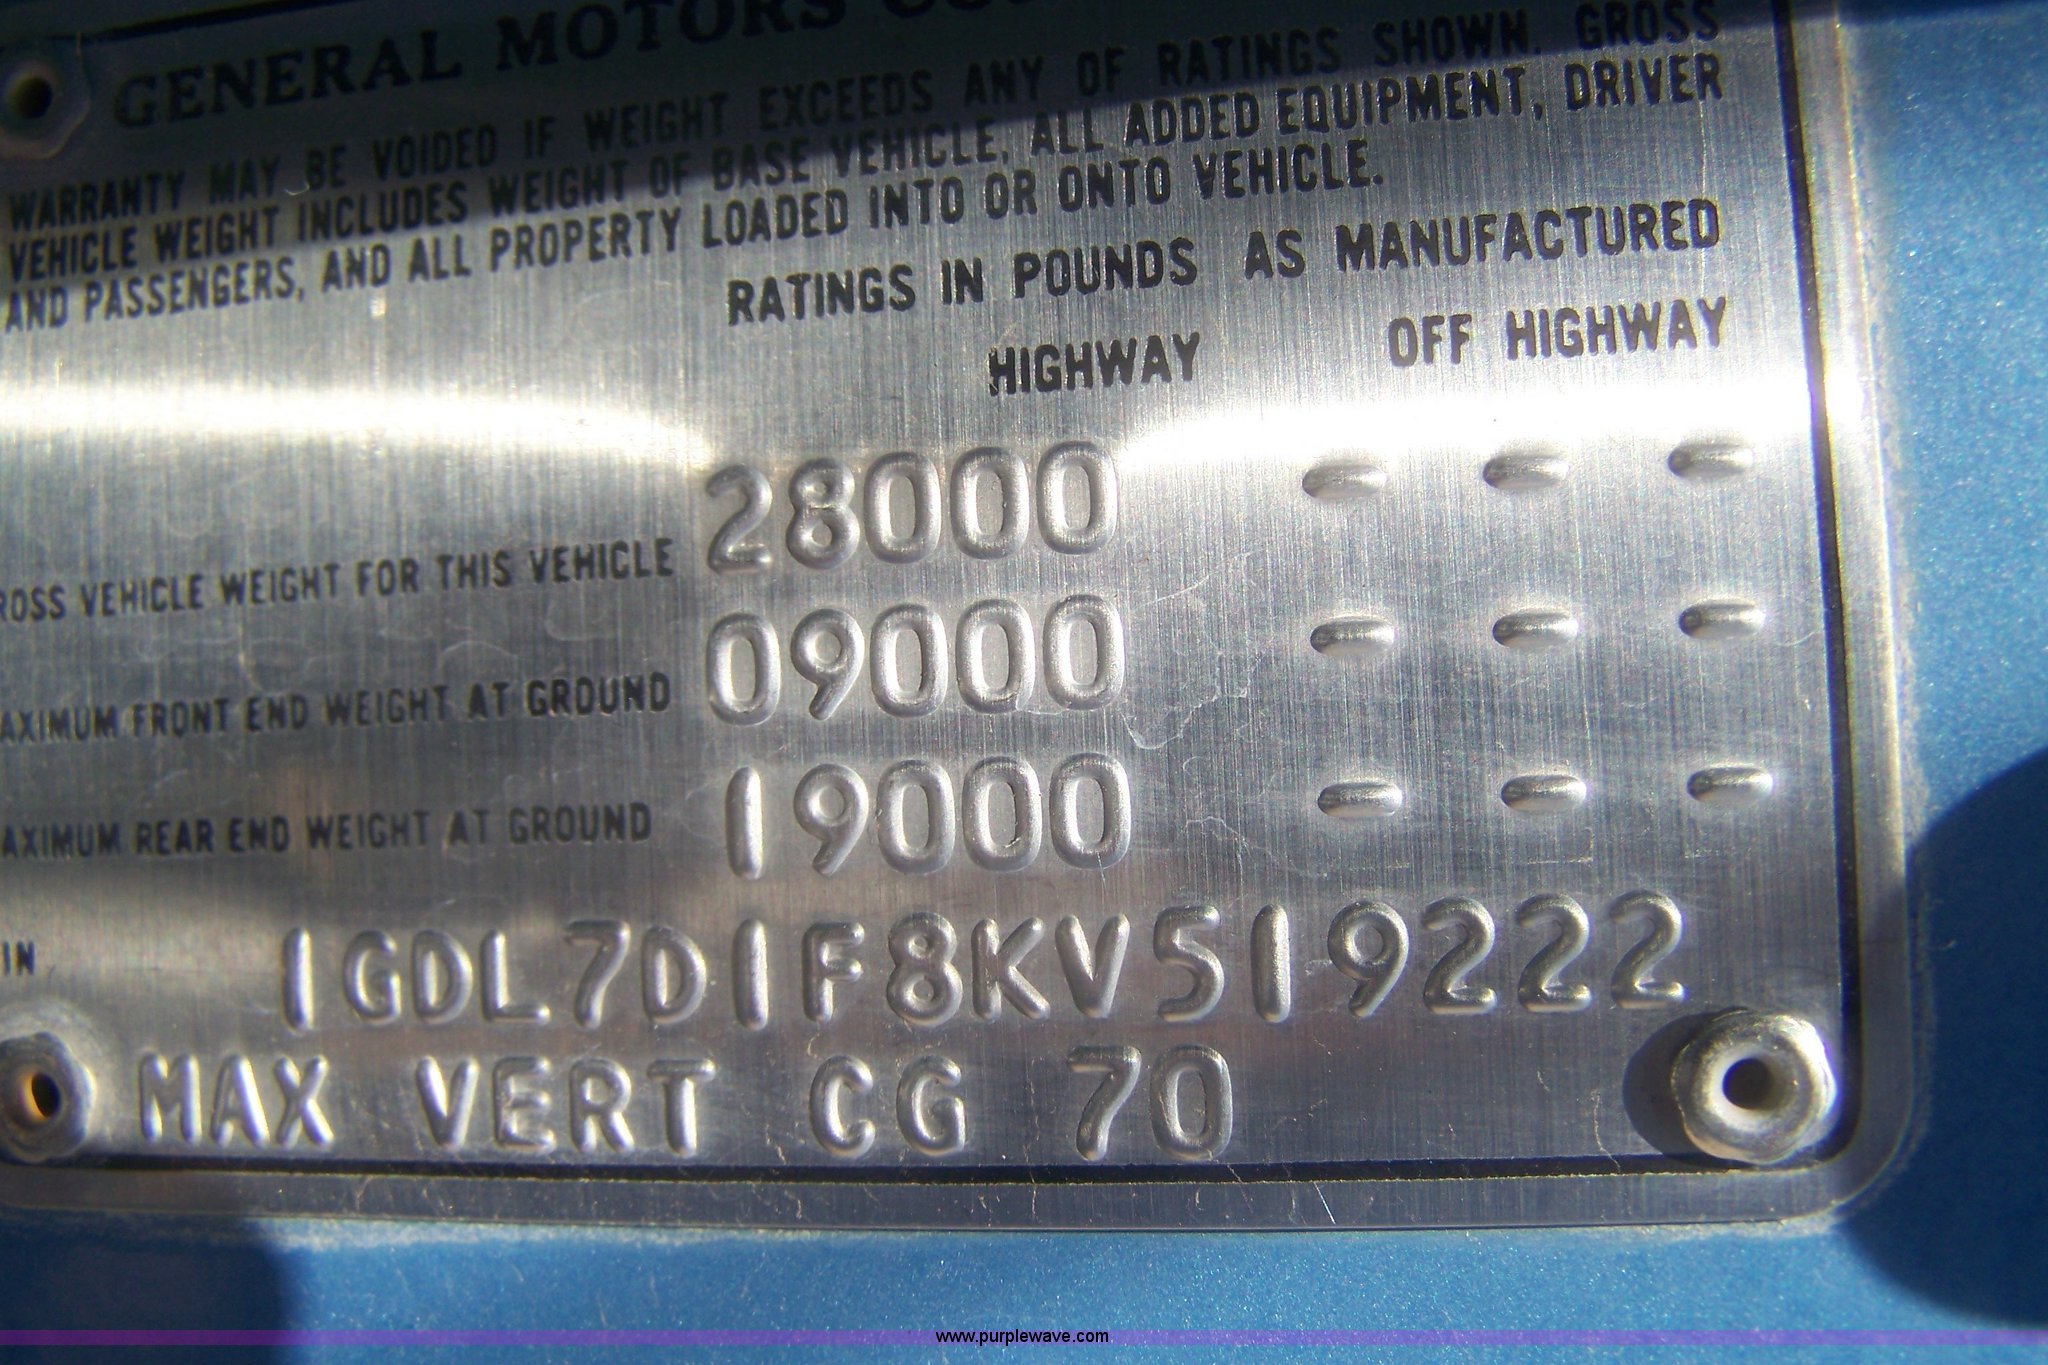 GENERAL MOTORS
WARRANTY MAY BE VOIDED IF WEIGHT EXCEEDS ANY OF RATINGS SHOWN. GROSS
VEHICLE WEIGHT INCLUDES WEIGHT OF BASE VEHICLE, ALL ADDED EQUIPMENT, DRIVER
AND PASSENGERS, AND ALL PROPERTY LOADED INTO OR ONTO VEHICLE.
RATINGS IN POUNDS AS MANUFACTURED
HIGHWAY OFF HIGHWAY
ROSS VEHICLE WEIGHT FOR THIS VEHICLE 28000 - - -
AXIMUM FRONT END WEIGHT AT GROUND 09000 - - -
AXIMUM REAR END WEIGHT AT GROUND 19000 - - -
IN 1GDL7D1F8KV519222
MAX VERT CG 70
www.purplewave.com